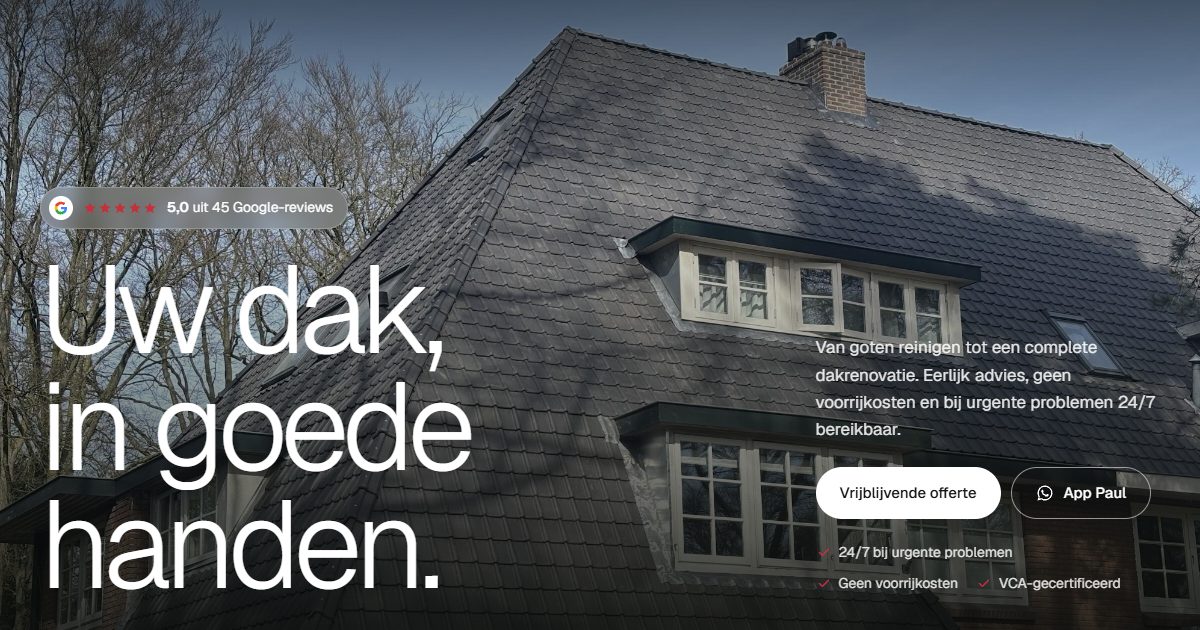 5,0 uit 45 Google-reviews
Uw dak,
in goede
handen.
Van goten reinigen tot een complete
dakrenovatie. Eerlijk advies, geen
voorrijkosten en bij urgente problemen 24/7
bereikbaar.
Vrijblijvende offerte
App Paul
24/7 bij urgente problemen
Geen voorrijkosten
VCA-gecertificeerd